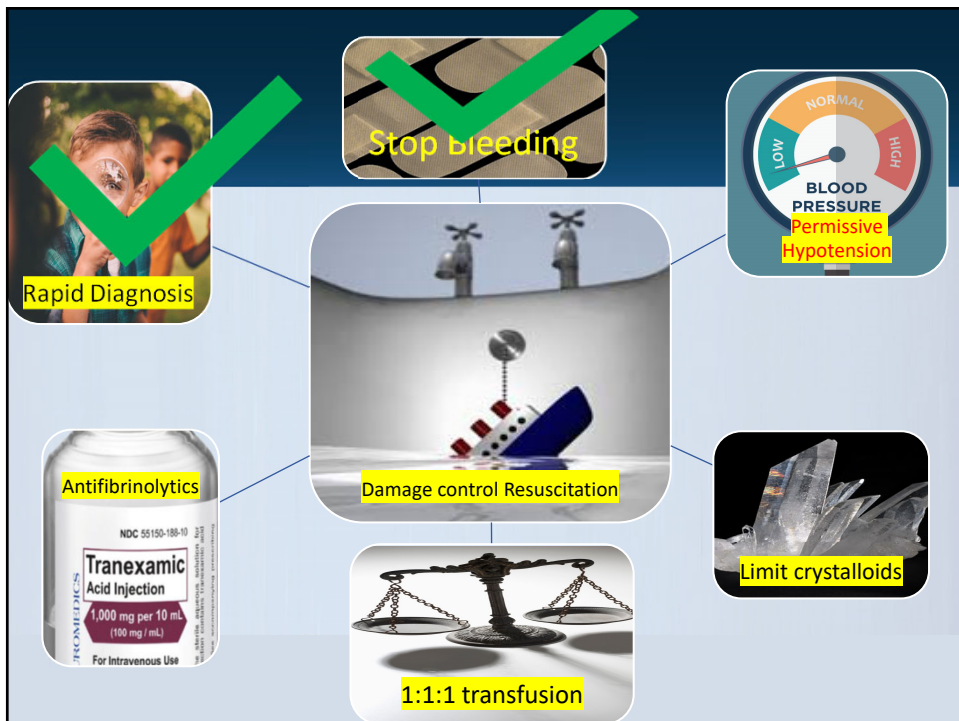 Stop Bleeding
Rapid Diagnosis
LOW
NORMAL
HIGH
BLOOD
PRESSURE
Permissive
Hypotension
Antifibrinolytics
NDC 55150-188-10
Tranexamic
Acid Injection
1,000 mg per 10 mL
(100 mg / mL)
For Intravenous Use
Damage control Resuscitation
Limit crystalloids
1:1:1 transfusion